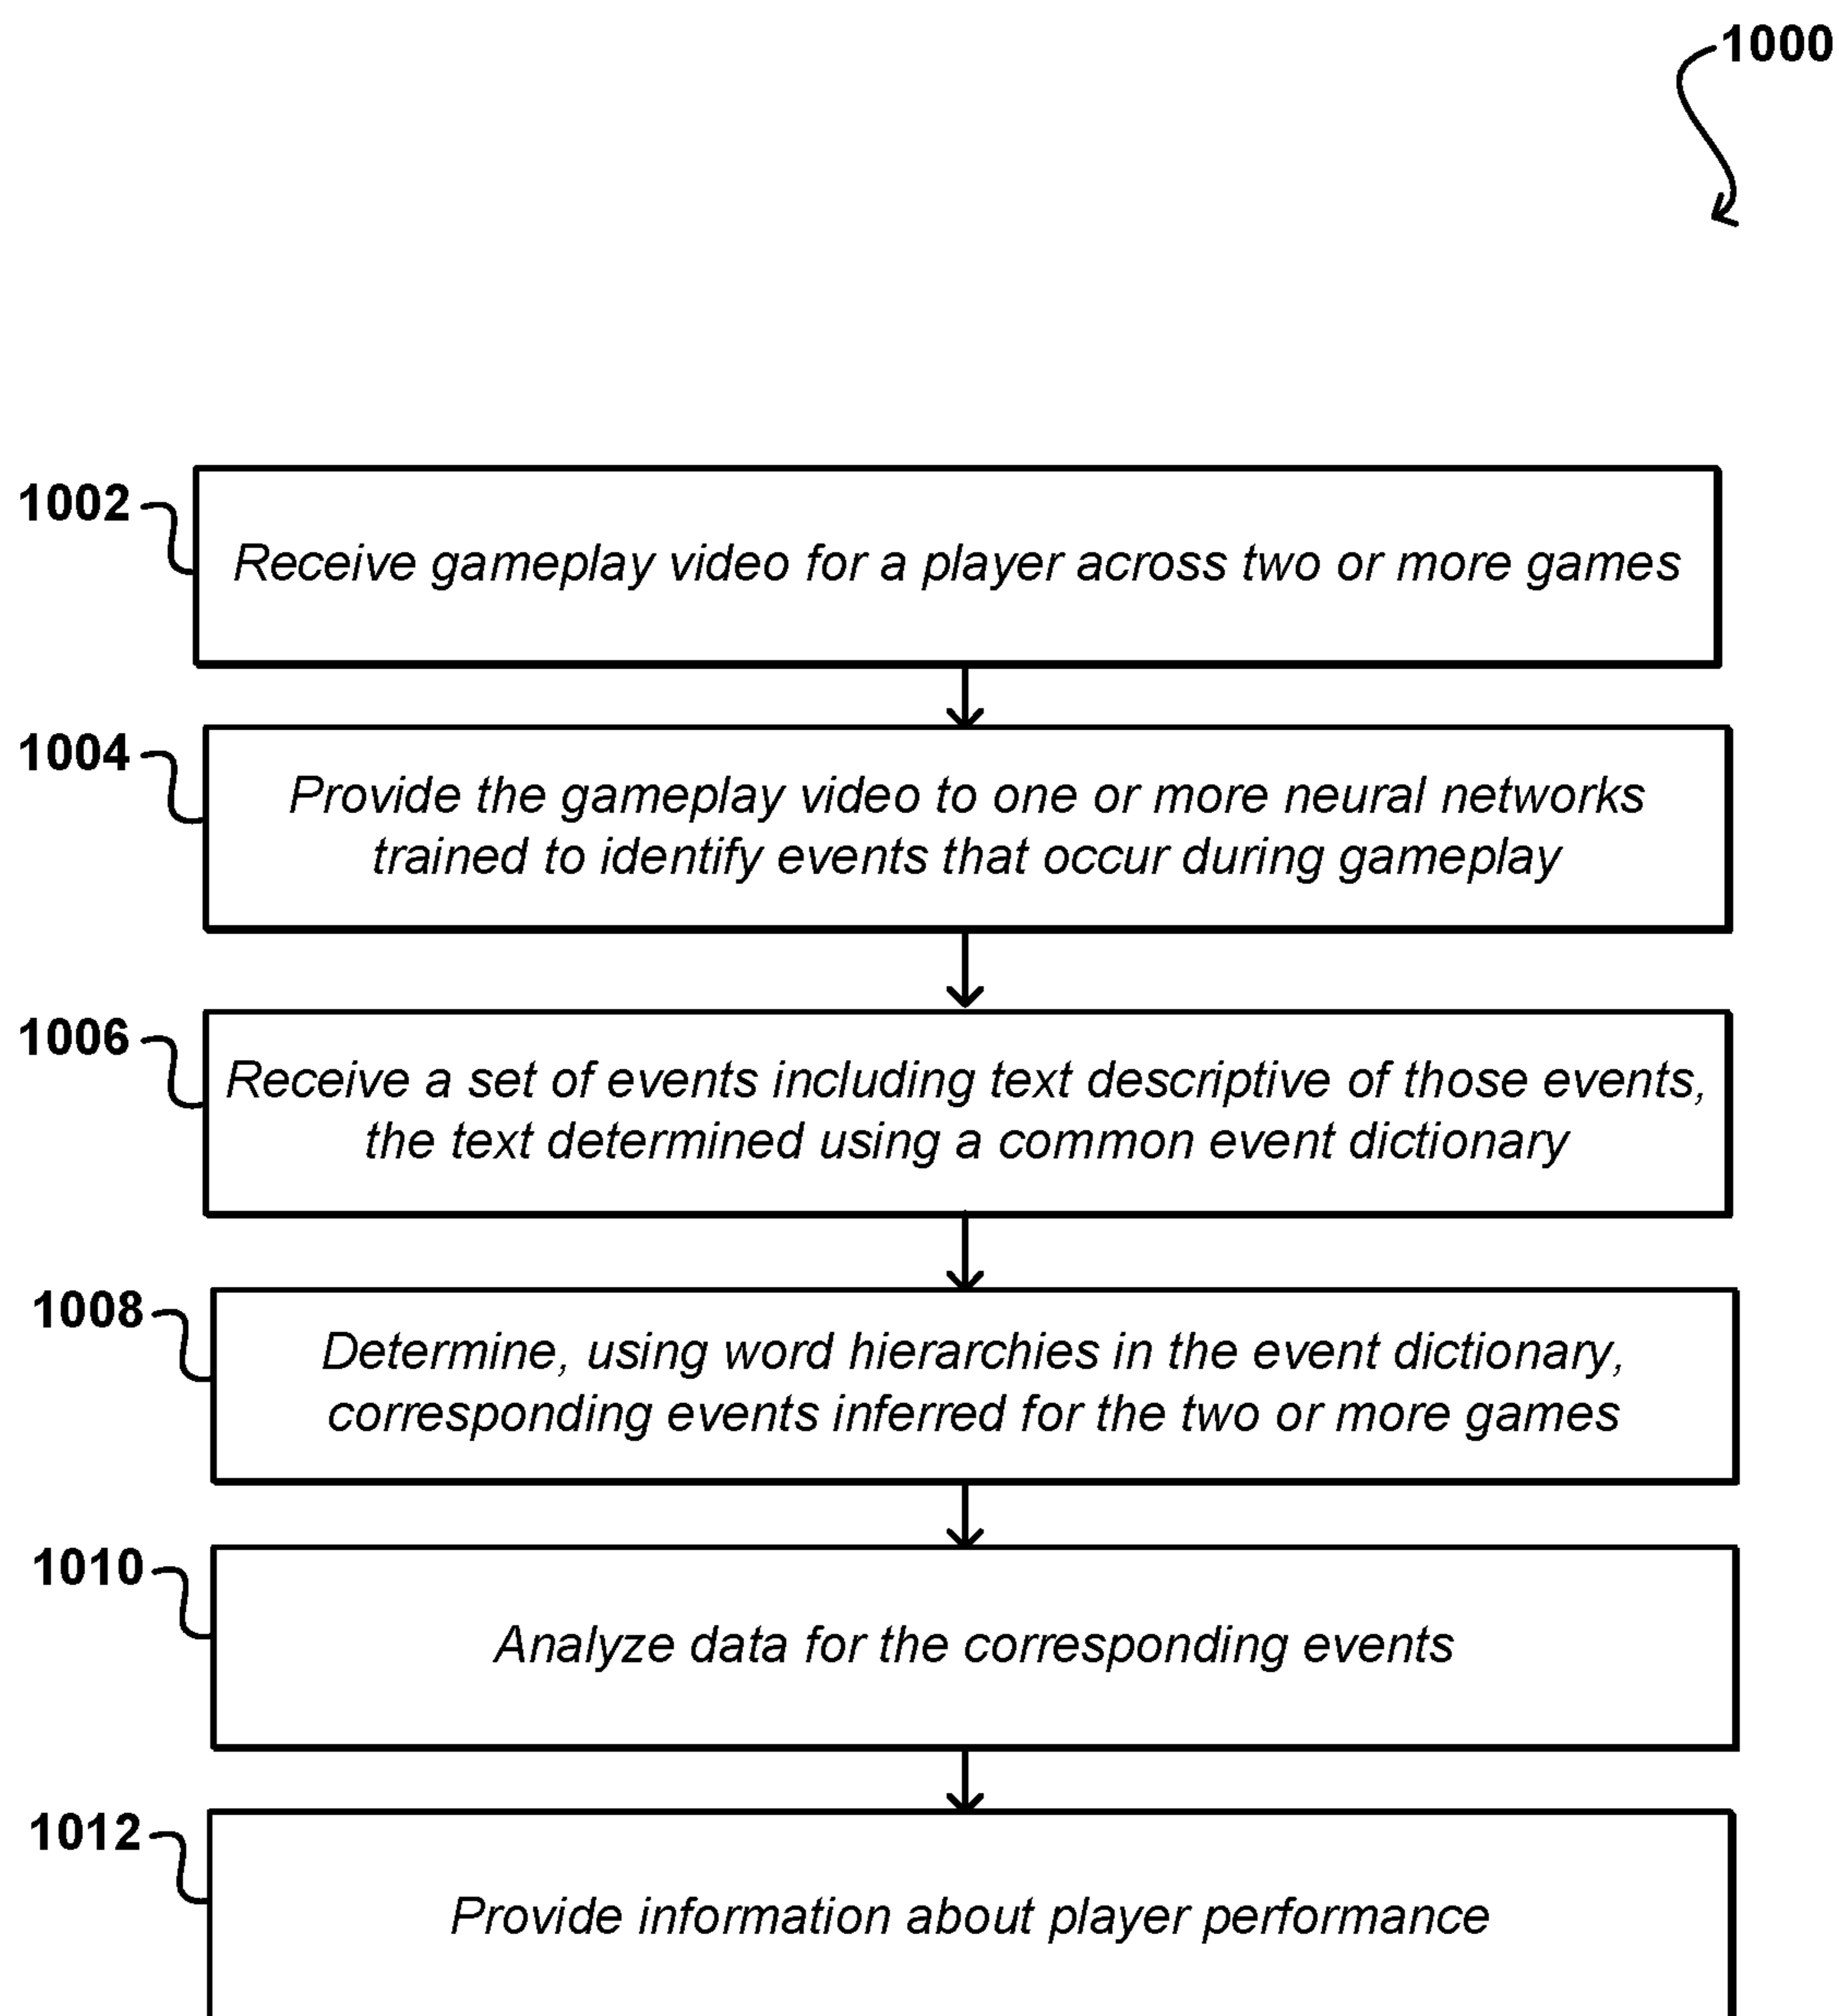 1000
1002
Receive gameplay video for a player across two or more games
1004
Provide the gameplay video to one or more neural networks
trained to identify events that occur during gameplay
1006
Receive a set of events including text descriptive of those events,
the text determined using a common event dictionary
1008
Determine, using word hierarchies in the event dictionary,
corresponding events inferred for the two or more games
1010
Analyze data for the corresponding events
1012
Provide information about player performance